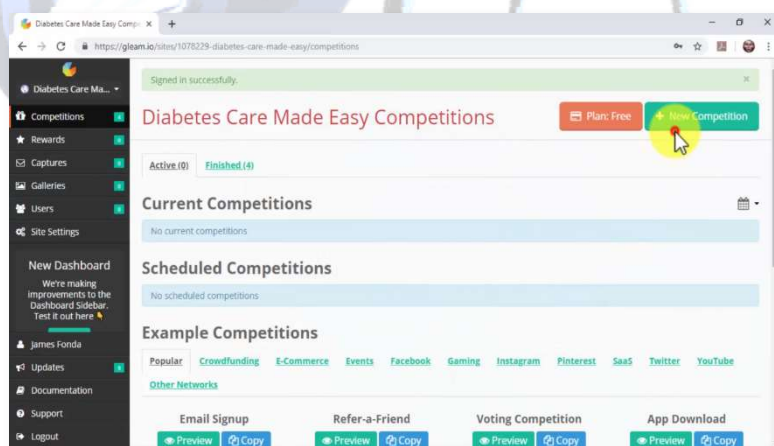 Diabetes Care Made Easy Comp
https://gleam.io/sites/1078229-diabetes-care-made-easy/competitions
Diabetes Care Ma...
Competitions
Rewards
Captures
Galleries
Users
Site Settings
New Dashboard
We're making
improvements to the
Dashboard Sidebar.
Test it out here
James Fonda
Updates
Documentation
Support
Logout
Signed in successfully.
Diabetes Care Made Easy Competitions
Plan: Free
+ New Competition
Active (0) Finished (4)
Current Competitions
No current competitions
Scheduled Competitions
No scheduled competitions
Example Competitions
Popular Crowdfunding E-Commerce Events Facebook Gaming Instagram Pinterest SaaS Twitter YouTube
Other Networks
Email Signup Refer-a-Friend Voting Competition App Download
Preview Copy Preview Copy Preview Copy Preview Copy